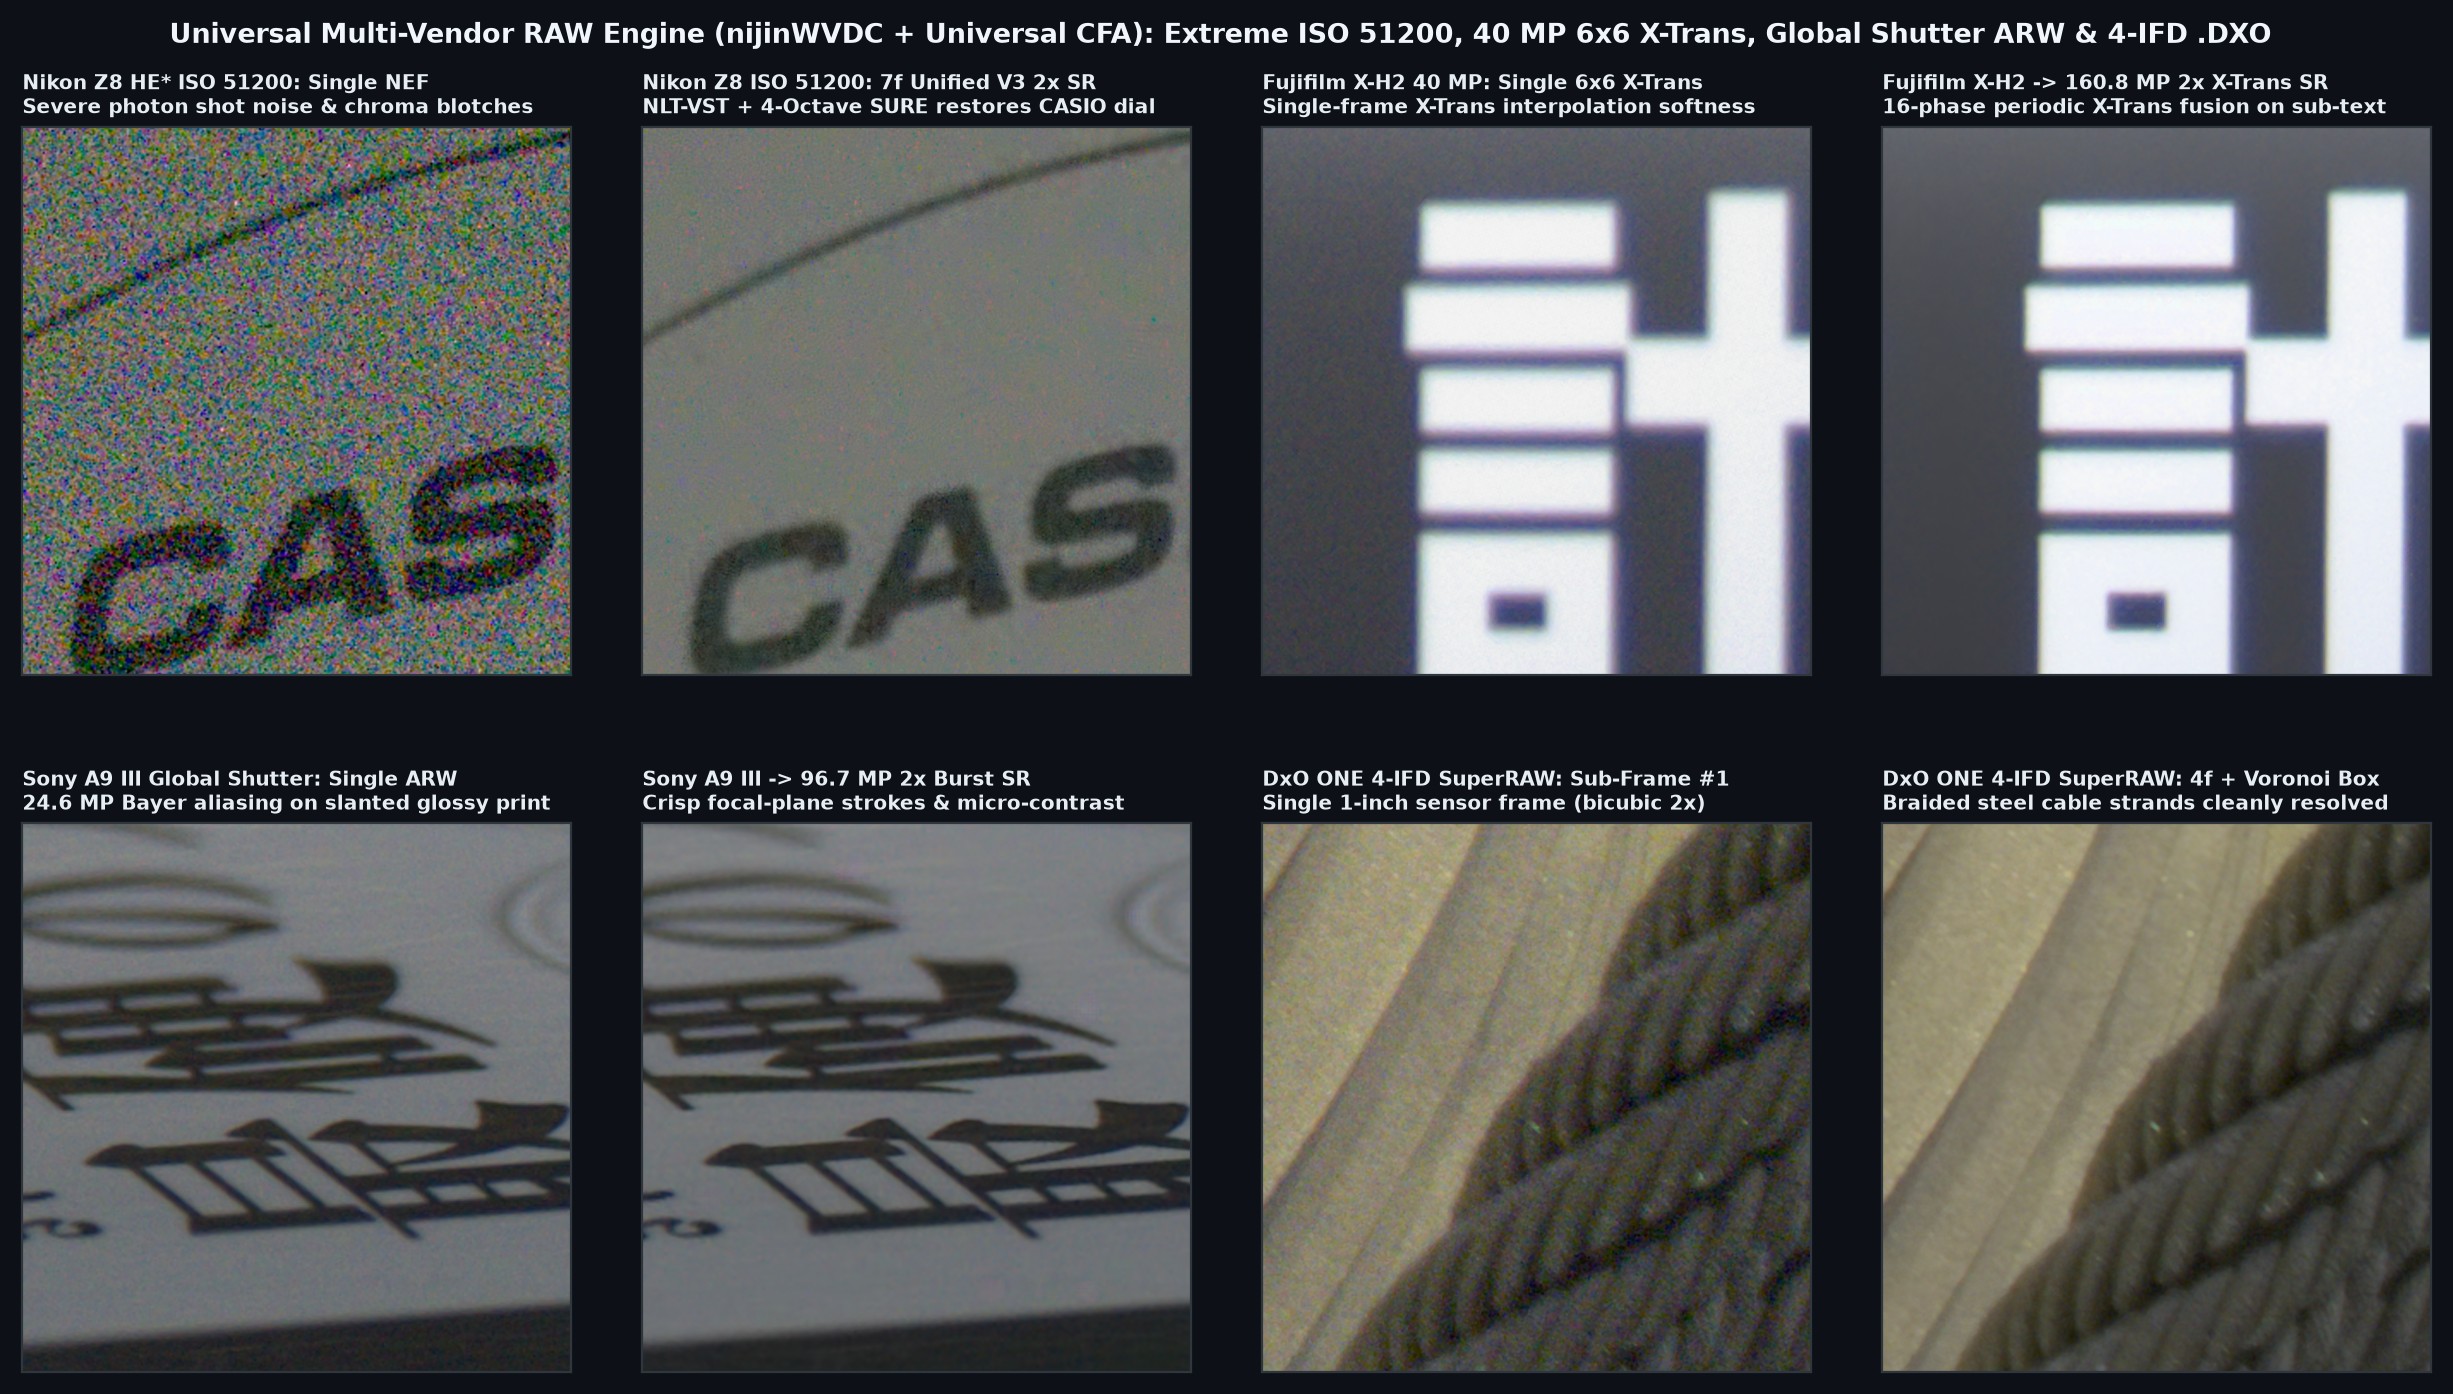 Universal Multi-Vendor RAW Engine (nijinWVDC + Universal CFA): Extreme ISO 51200, 40 MP 6x6 X-Trans, Global Shutter ARW & 4-IFD .DXO
Nikon Z8 HE* ISO 51200: Single NEF
Severe photon shot noise & chroma blotches
CAS
Nikon Z8 ISO 51200: 7f Unified V3 2x SR
NLT-VST + 4-Octave SURE restores CASIO dial
CAS
Fujifilm X-H2 40 MP: Single 6x6 X-Trans
Single-frame X-Trans interpolation softness
Fujifilm X-H2 -> 160.8 MP 2x X-Trans SR
16-phase periodic X-Trans fusion on sub-text
Sony A9 III Global Shutter: Single ARW
24.6 MP Bayer aliasing on slanted glossy print
Sony A9 III -> 96.7 MP 2x Burst SR
Crisp focal-plane strokes & micro-contrast
DxO ONE 4-IFD SuperRAW: Sub-Frame #1
Single 1-inch sensor frame (bicubic 2x)
DxO ONE 4-IFD SuperRAW: 4f + Voronoi Box
Braided steel cable strands cleanly resolved